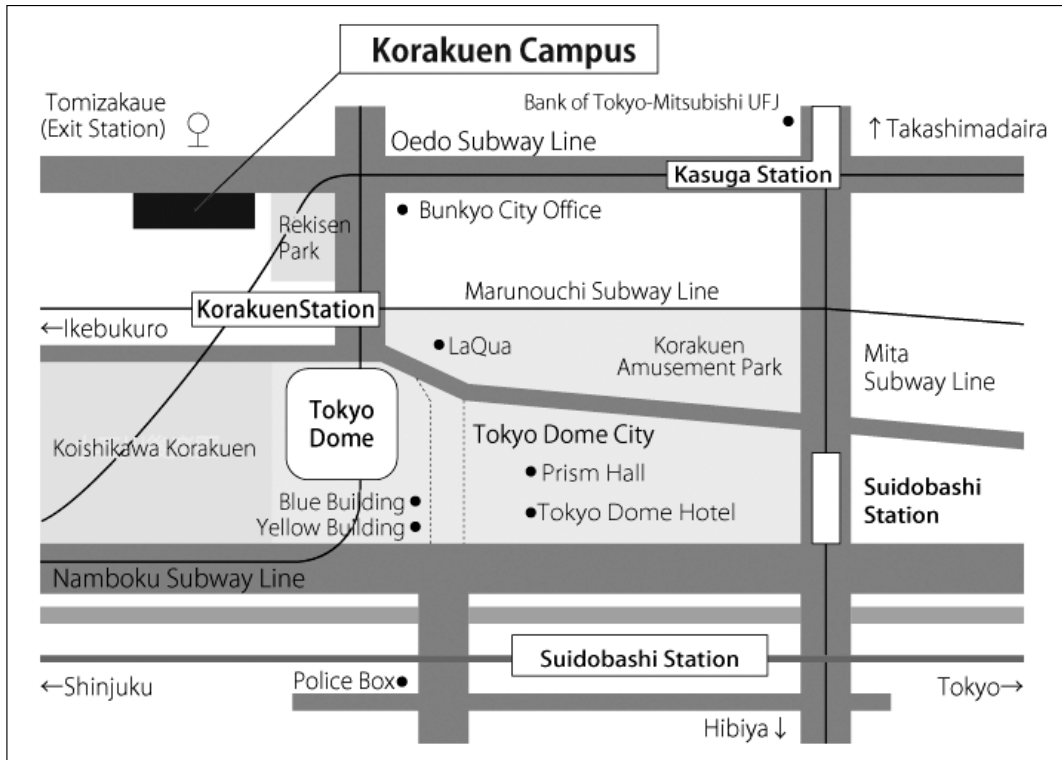 Korakuen Campus
Tomizakaue
(Exit Station)
Bank of Tokyo-Mitsubishi UFJ
↑Takashimadaira
Oedo Subway Line
Kasuga Station
Rekisen
Park
Bunkyo City Office
Marunouchi Subway Line
KorakuenStation
←Ikebukuro
LaQua
Korakuen
Amusement Park
Mita
Subway Line
Tokyo
Dome
Koishikawa Korakuen
Tokyo Dome City
Prism Hall
Tokyo Dome Hotel
Blue Building
Yellow Building
Suidobashi
Station
Namboku Subway Line
Suidobashi Station
←Shinjuku
Police Box
Tokyo→
Hibiya↓